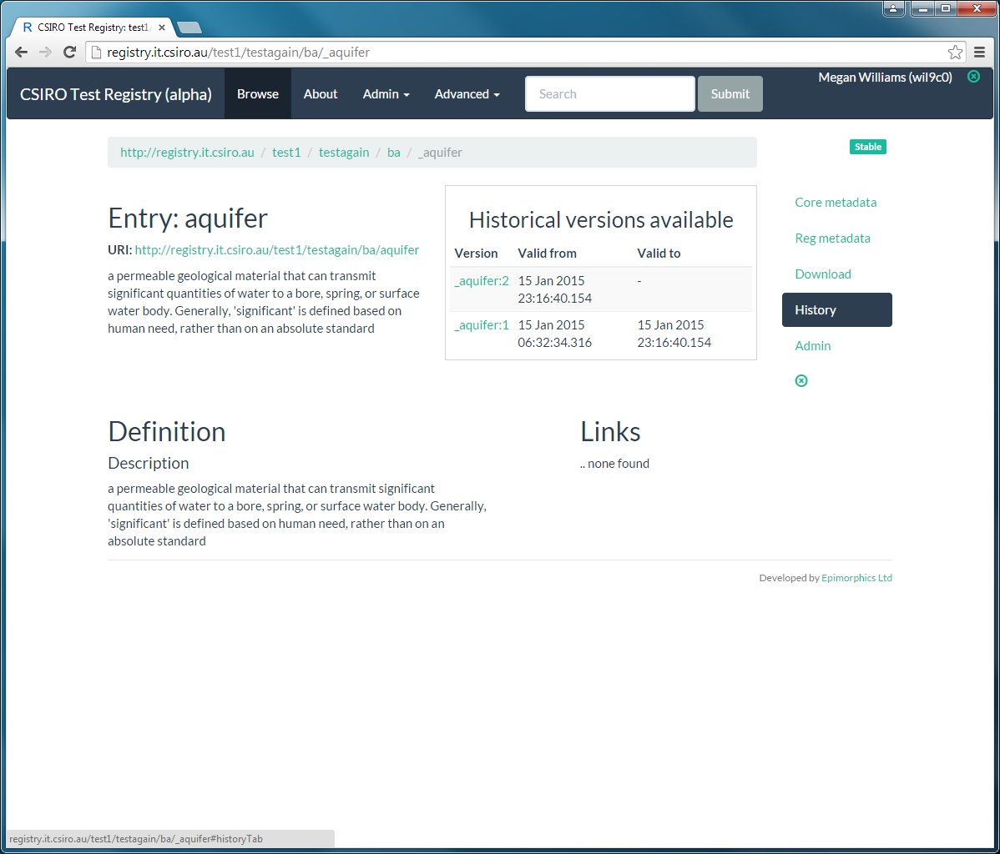 CSIRO Test Registry: test1
registry.it.csiro.au/test1/testagain/ba/_aquifer
CSIRO Test Registry (alpha) Browse About Admin Advanced Search Submit Megan Williams (wil9c0)
http://registry.it.csiro.au / test1 / testagain / ba / _aquifer
Stable
Entry: aquifer
URI: http://registry.it.csiro.au/test1/testagain/ba/aquifer
a permeable geological material that can transmit
significant quantities of water to a bore, spring, or surface
water body. Generally, 'significant' is defined based on
human need, rather than on an absolute standard
Historical versions available
Version Valid from Valid to
_aquifer:2 15 Jan 2015 -
23:16:40.154
_aquifer:1 15 Jan 2015 15 Jan 2015
06:32:34.316 23:16:40.154
Core metadata
Reg metadata
Download
History
Admin
Definition
Description
a permeable geological material that can transmit significant
quantities of water to a bore, spring, or surface water body. Generally,
'significant' is defined based on human need, rather than on an
absolute standard
Links
.. none found
Developed by Epimorphics Ltd
registry.it.csiro.au/test1/testagain/ba/_aquifer#historyTab